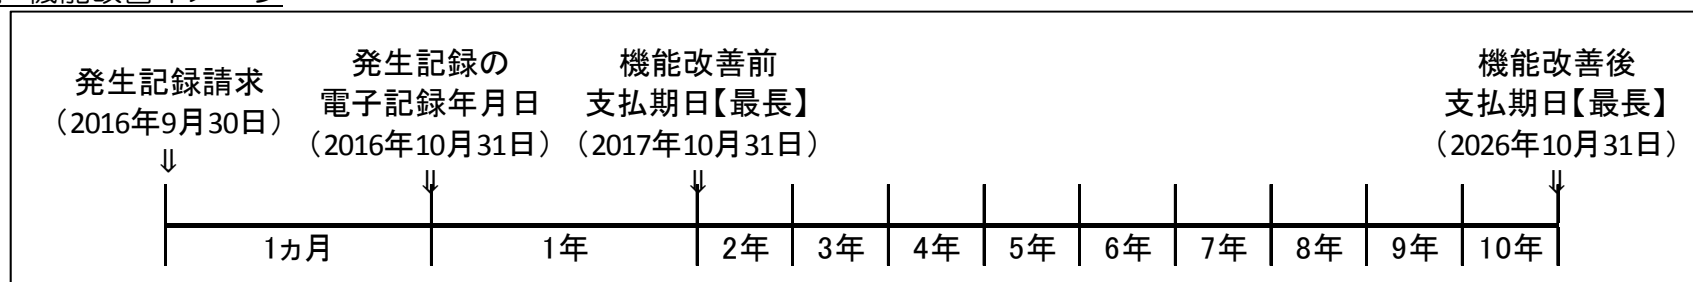 機能改善イメージ
発生記録請求
（2016年9月30日）
⇓
発生記録の
電子記録年月日
（2016年10月31日）
⇓
機能改善前
支払期日【最長】
（2017年10月31日）
⇓
機能改善後
支払期日【最長】
（2026年10月31日）
⇓
1ヵ月 1年 2年 3年 4年 5年 6年 7年 8年 9年 10年